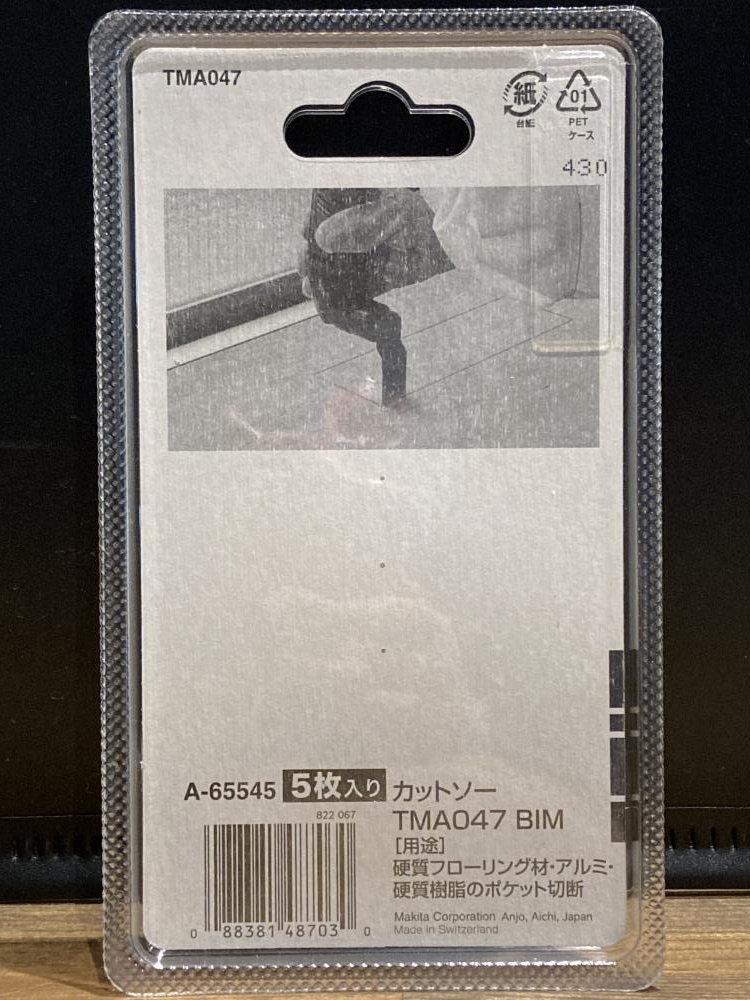 TMA047
紙
台紙
01
PET
ケース
430
A-65545 5枚入り カットソー
822 067
TMA047 BIM
[用途]
硬質フローリング材・アルミ・
硬質樹脂のポケット切断
Makita Corporation Anjo, Aichi, Japan
Made in Switzerland
0 88381 48703 0